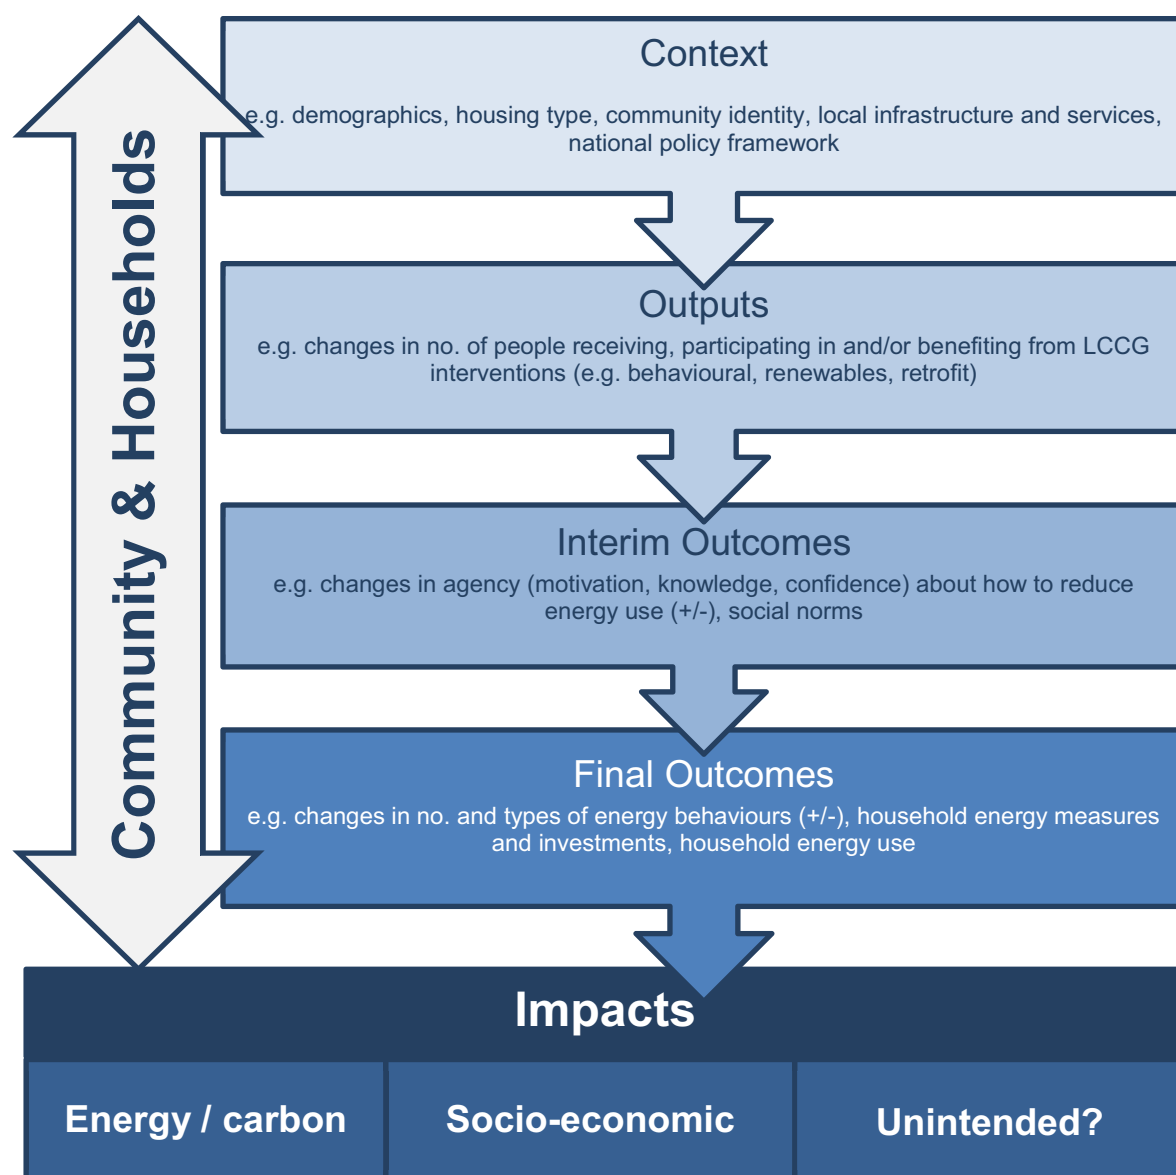 Community & Households
Context
e.g. demographics, housing type, community identity, local infrastructure and services,
national policy framework
Outputs
e.g. changes in no. of people receiving, participating in and/or benefiting from LCCG
interventions (e.g. behavioural, renewables, retrofit)
Interim Outcomes
e.g. changes in agency (motivation, knowledge, confidence) about how to reduce
energy use (+/-), social norms
Final Outcomes
e.g. changes in no. and types of energy behaviours (+/-), household energy measures
and investments, household energy use
Impacts
Energy / carbon
Socio-economic
Unintended?